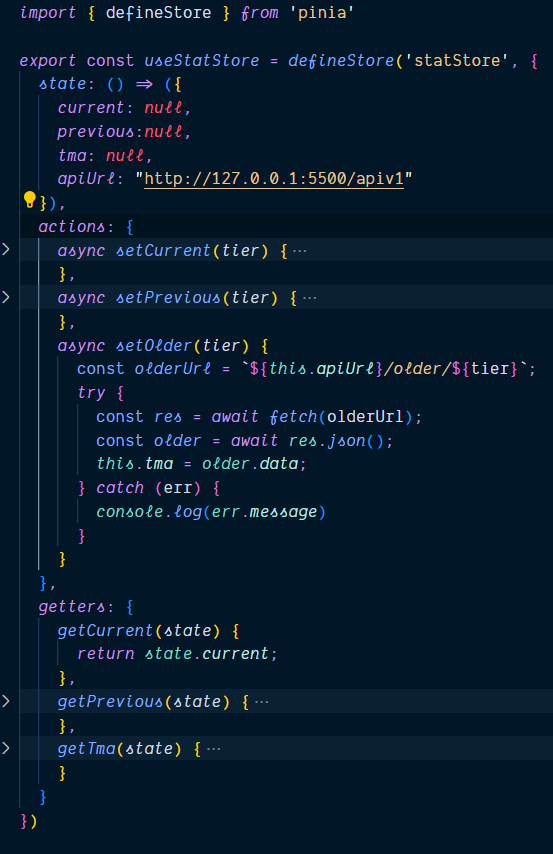 import { defineStore } from 'pinia'

export const useStatStore = defineStore('statStore', {
  state: () => ({
    current: null,
    previous:null,
    tma: null,
    apiUrl: "http://127.0.0.1:5500/apiv1"
  }),
  actions: {
    async setCurrent(tier) { ···
    },
    async setPrevious(tier) { ···
    },
    async setOlder(tier) {
      const olderUrl = `${this.apiUrl}/older/${tier}`;
      try {
        const res = await fetch(olderUrl);
        const older = await res.json();
        this.tma = older.data;
      } catch (err) {
        console.log(err.message)
      }
    }
  },
  getters: {
    getCurrent(state) {
      return state.current;
    },
    getPrevious(state) { ···
    },
    getTma(state) { ···
    }
  }
})